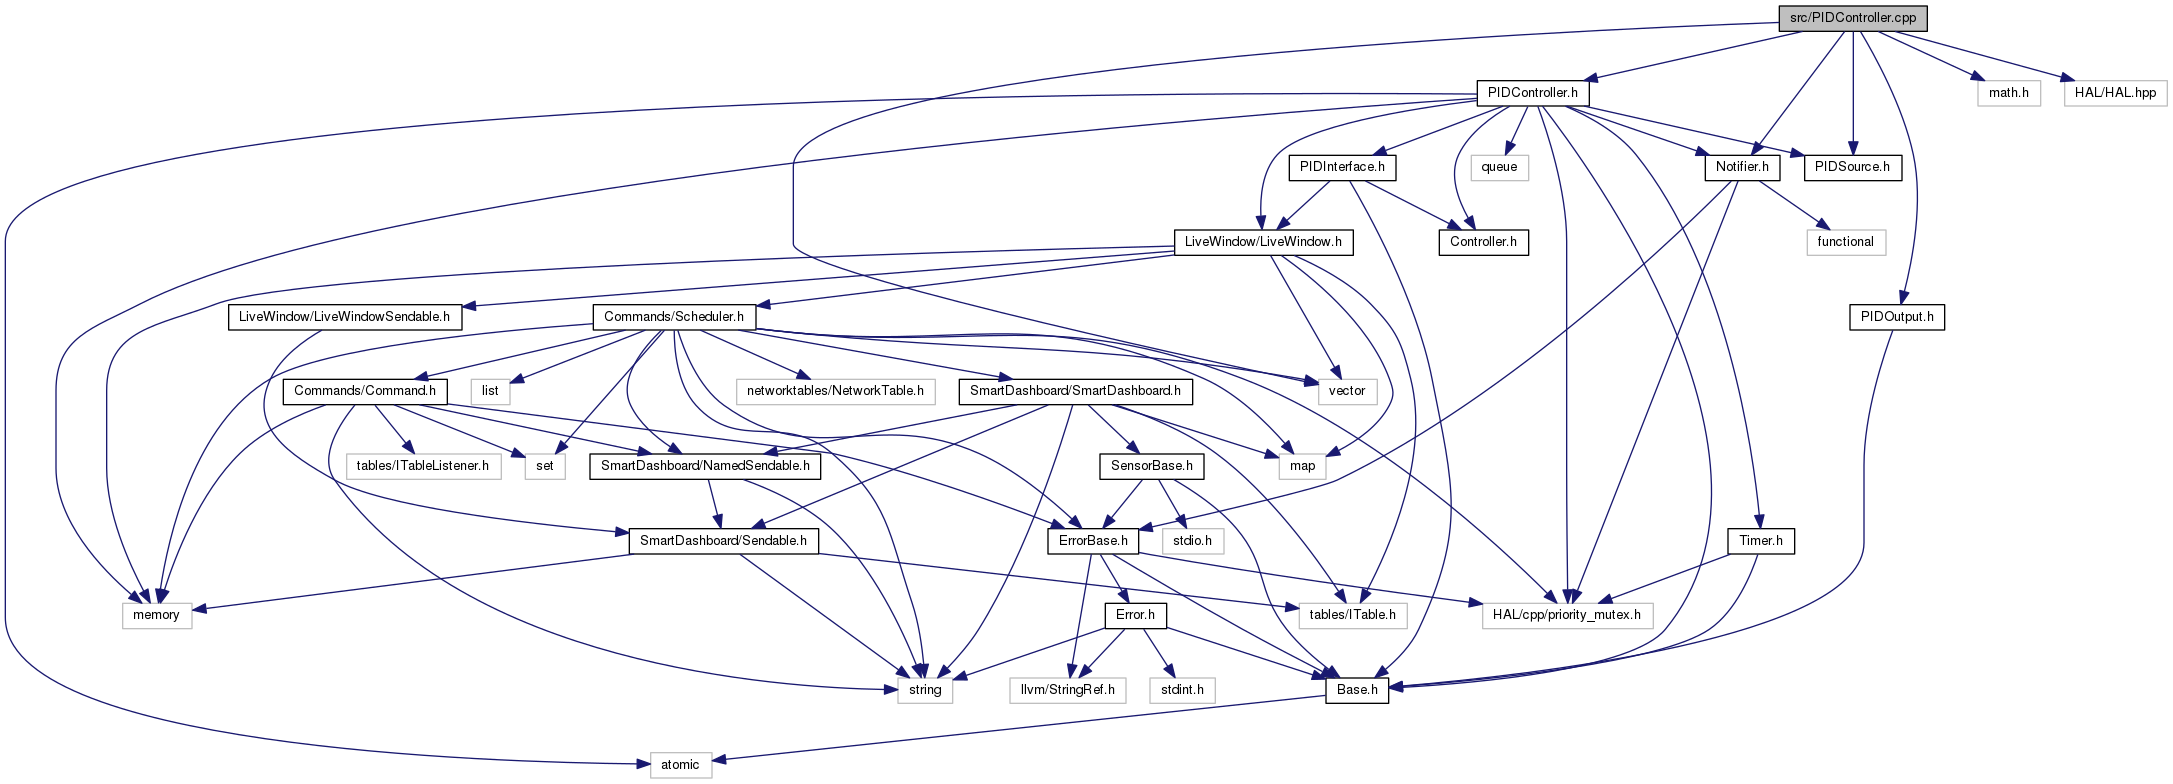 src/PIDController.cpp
PIDController.h
math.h
HAL/HAL.hpp
PIDInterface.h
queue
Notifier.h
PIDSource.h
LiveWindow/LiveWindow.h
Controller.h
functional
LiveWindow/LiveWindowSendable.h
Commands/Scheduler.h
PIDOutput.h
Commands/Command.h
list
networktables/NetworkTable.h
SmartDashboard/SmartDashboard.h
vector
tables/ITableListener.h
set
SmartDashboard/NamedSendable.h
SensorBase.h
map
SmartDashboard/Sendable.h
ErrorBase.h
stdio.h
Timer.h
memory
Error.h
tables/ITable.h
HAL/cpp/priority_mutex.h
string
llvm/StringRef.h
stdint.h
Base.h
atomic